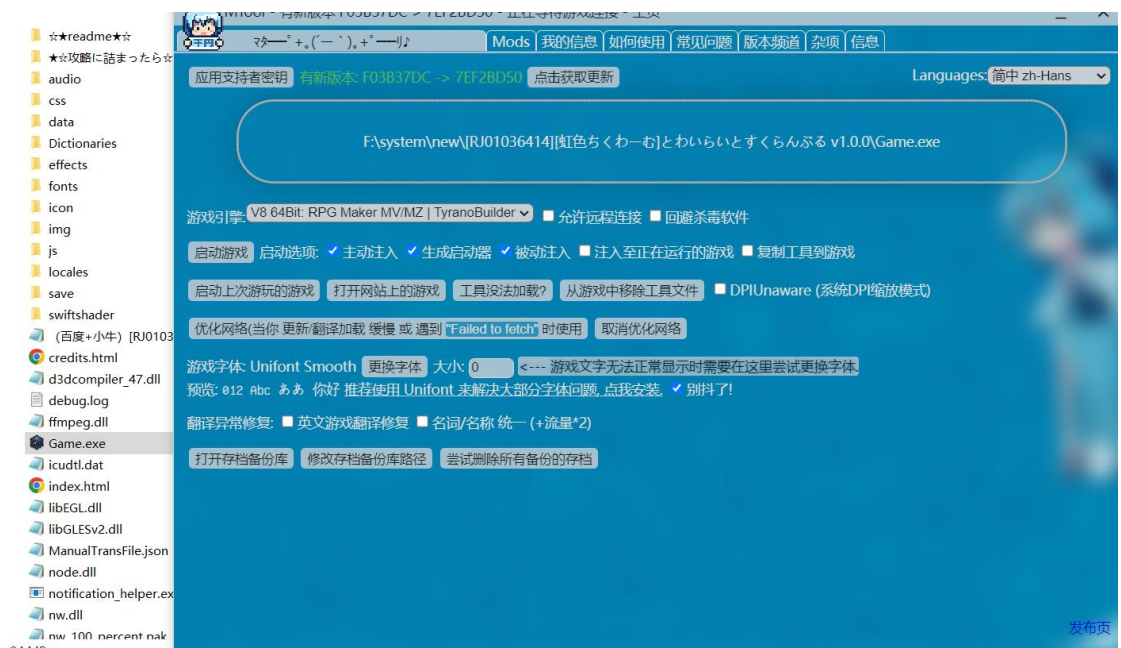 MTool - 有新版本 F03B37DC -> 7EF2BD50 - 正在等待游戏连接 - 主页
ﾏﾀ━━ﾟ+｡(´ー｀)｡+ﾟ━━ﾘ♪ Mods 我的信息 如何使用 常见问题 版本频道 杂项 信息
应用支持者密钥 有新版本: F03B37DC -> 7EF2BD50 点击获取更新 Languages: 简中 zh-Hans
F:\system\new\[RJ01036414][虹色ちくわーむ]とわいらいとすくらんぶる v1.0.0\Game.exe
游戏引擎: V8 64Bit: RPG Maker MV/MZ | TyranoBuilder 允许远程连接 回避杀毒软件
启动游戏 启动选项: 主动注入 生成启动器 被动注入 注入至正在运行的游戏 复制工具到游戏
启动上次游玩的游戏 打开网站上的游戏 工具没法加载? 从游戏中移除工具文件 DPIUnaware (系统DPI缩放模式)
优化网络(当你 更新/翻译加载 缓慢 或 遇到 "Failed to fetch" 时使用 取消优化网络
游戏字体: Unifont Smooth 更换字体 大小: 0 <--- 游戏文字无法正常显示时需要在这里尝试更换字体.
预览: 012 Abc ああ 你好 推荐使用 Unifont 来解决大部分字体问题, 点我安装. 别抖了!
翻译异常修复: 英文游戏翻译修复 名词/名称 统一 (+流量*2)
打开存档备份库 修改存档备份库路径 尝试删除所有备份的存档
发布页
☆★readme★☆
★☆攻略に詰まったら☆
audio
css
data
Dictionaries
effects
fonts
icon
img
js
locales
save
swiftshader
(百度+小牛) [RJ0103
credits.html
d3dcompiler_47.dll
debug.log
ffmpeg.dll
Game.exe
icudtl.dat
index.html
libEGL.dll
libGLESv2.dll
ManualTransFile.json
node.dll
notification_helper.ex
nw.dll
nw_100_percent.pak